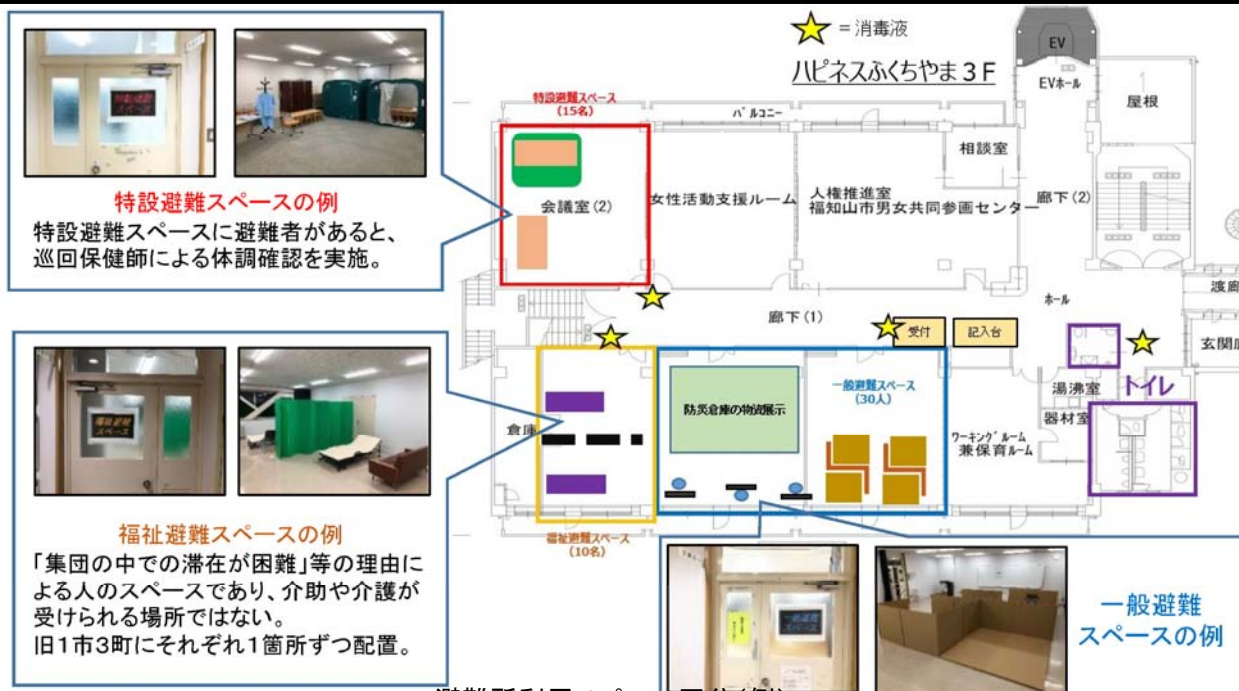 = 消毒液
ハピネスふくちやま3F
特設避難スペース
(15名)
バルコニー
EV
EVホール
屋根
相談室
会議室(2)
女性活動支援ルーム
人権推進室
福知山市男女共同参画センター
廊下(2)
特設避難スペースの例
特設避難スペースに避難者があると、
巡回保健師による体調確認を実施。
ホール
廊下(1)
受付
記入台
玄関
一般避難スペース
(30人)
防災倉庫の物資展示
倉庫
湯沸室
トイレ
器材室
ワーキングルーム
兼保育ルーム
福祉避難
スペース
福祉避難スペースの例
「集団の中での滞在が困難」等の理由に
よる人のスペースであり、介助や介護が
受けられる場所ではない。
旧1市3町にそれぞれ1箇所ずつ配置。
福祉避難スペース
(10名)
一般避難
スペースの例